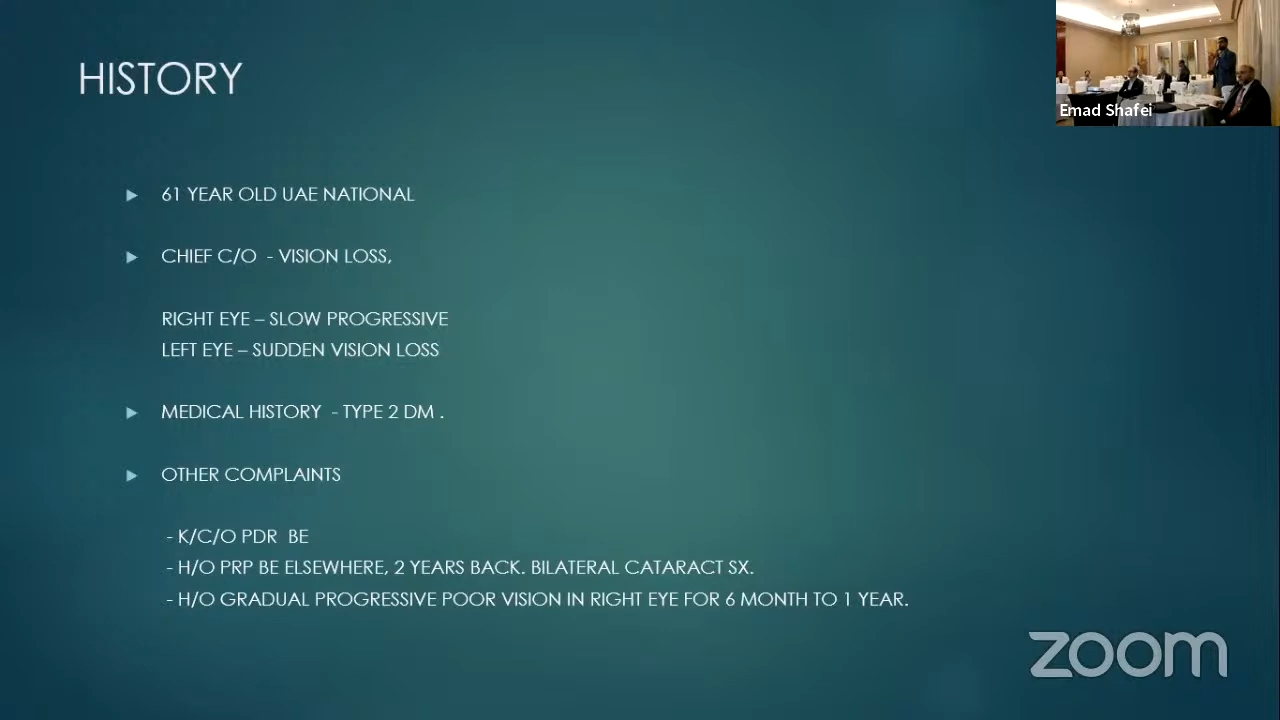 HISTORY
Emad Shafei
61 YEAR OLD UAE NATIONAL
CHIEF C/O - VISION LOSS,
RIGHT EYE – SLOW PROGRESSIVE
LEFT EYE – SUDDEN VISION LOSS
MEDICAL HISTORY - TYPE 2 DM .
OTHER COMPLAINTS
- K/C/O PDR BE
- H/O PRP BE ELSEWHERE, 2 YEARS BACK. BILATERAL CATARACT SX.
- H/O GRADUAL PROGRESSIVE POOR VISION IN RIGHT EYE FOR 6 MONTH TO 1 YEAR.
zoom